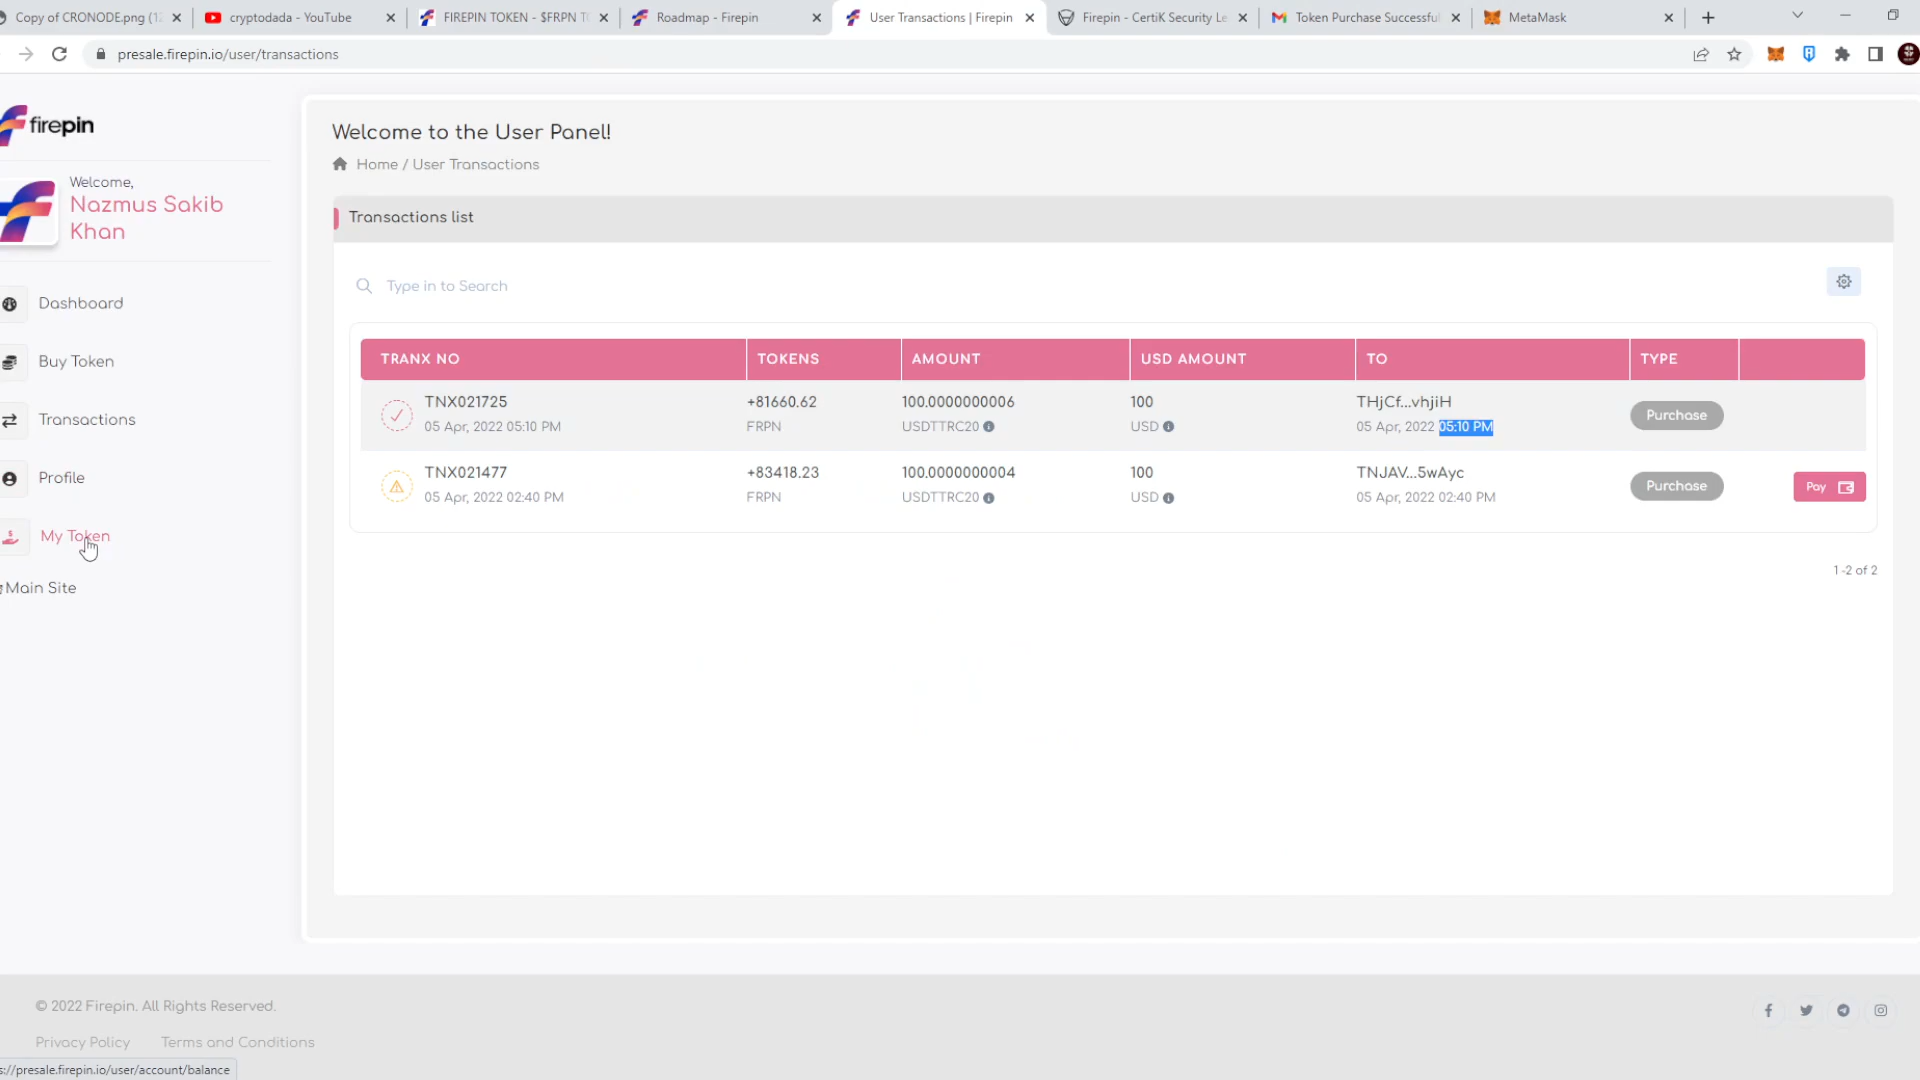 Copy of CRONODE.png (12
cryptodada - YouTube
FIREPIN TOKEN - $FRPN T
Roadmap - Firepin
User Transactions | Firepin
Firepin - CertiK Security Le
Token Purchase Successful
MetaMask
presale.firepin.io/user/transactions
firepin
Welcome,
Nazmus Sakib
Khan
Dashboard
Buy Token
Transactions
Profile
My Token
Main Site
Welcome to the User Panel!
Home / User Transactions
Transactions list
Type in to Search
TRANX NO TOKENS AMOUNT USD AMOUNT TO TYPE
TNX021725 +81660.62 100.0000000006 100 THjCf...vhjiH Purchase
05 Apr, 2022 05:10 PM FRPN USDTTRC20 USD 05 Apr, 2022 05:10 PM
TNX021477 +83418.23 100.0000000004 100 TNJAV...5wAyc Purchase Pay
05 Apr, 2022 02:40 PM FRPN USDTTRC20 USD 05 Apr, 2022 02:40 PM
1 -2 of 2
© 2022 Firepin. All Rights Reserved.
Privacy Policy Terms and Conditions
s://presale.firepin.io/user/account/balance